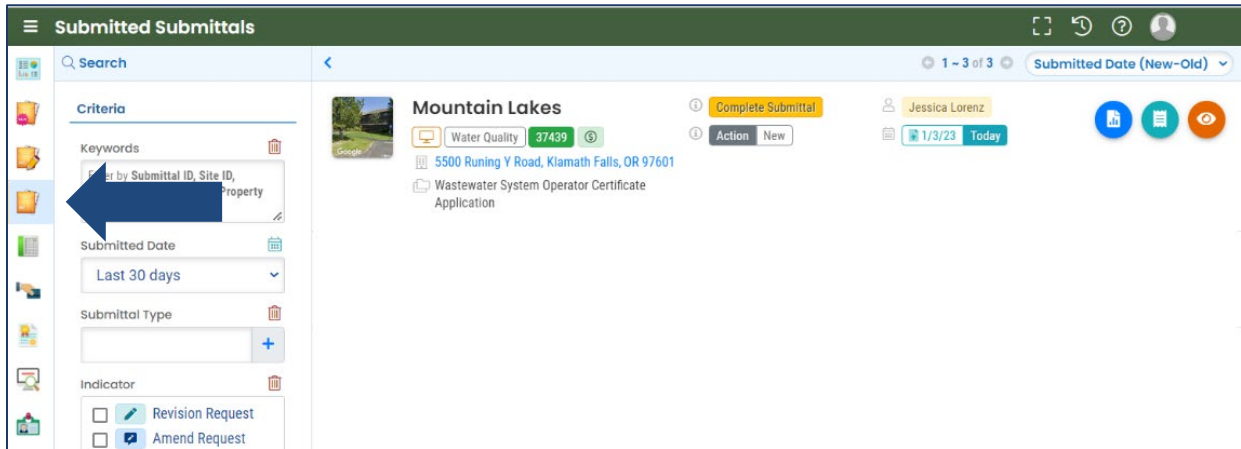 Submitted Submittals
Search
1 ~ 3 of 3
Submitted Date (New-Old)
Criteria
Keywords
by Submittal ID, Site ID,
Property
Submitted Date
Last 30 days
Submittal Type
+
Indicator
Revision Request
Amend Request
Google
Mountain Lakes
Water Quality 37439
5500 Runing Y Road, Klamath Falls, OR 97601
Wastewater System Operator Certificate
Application
Complete Submittal
Action New
Jessica Lorenz
1/3/23 Today